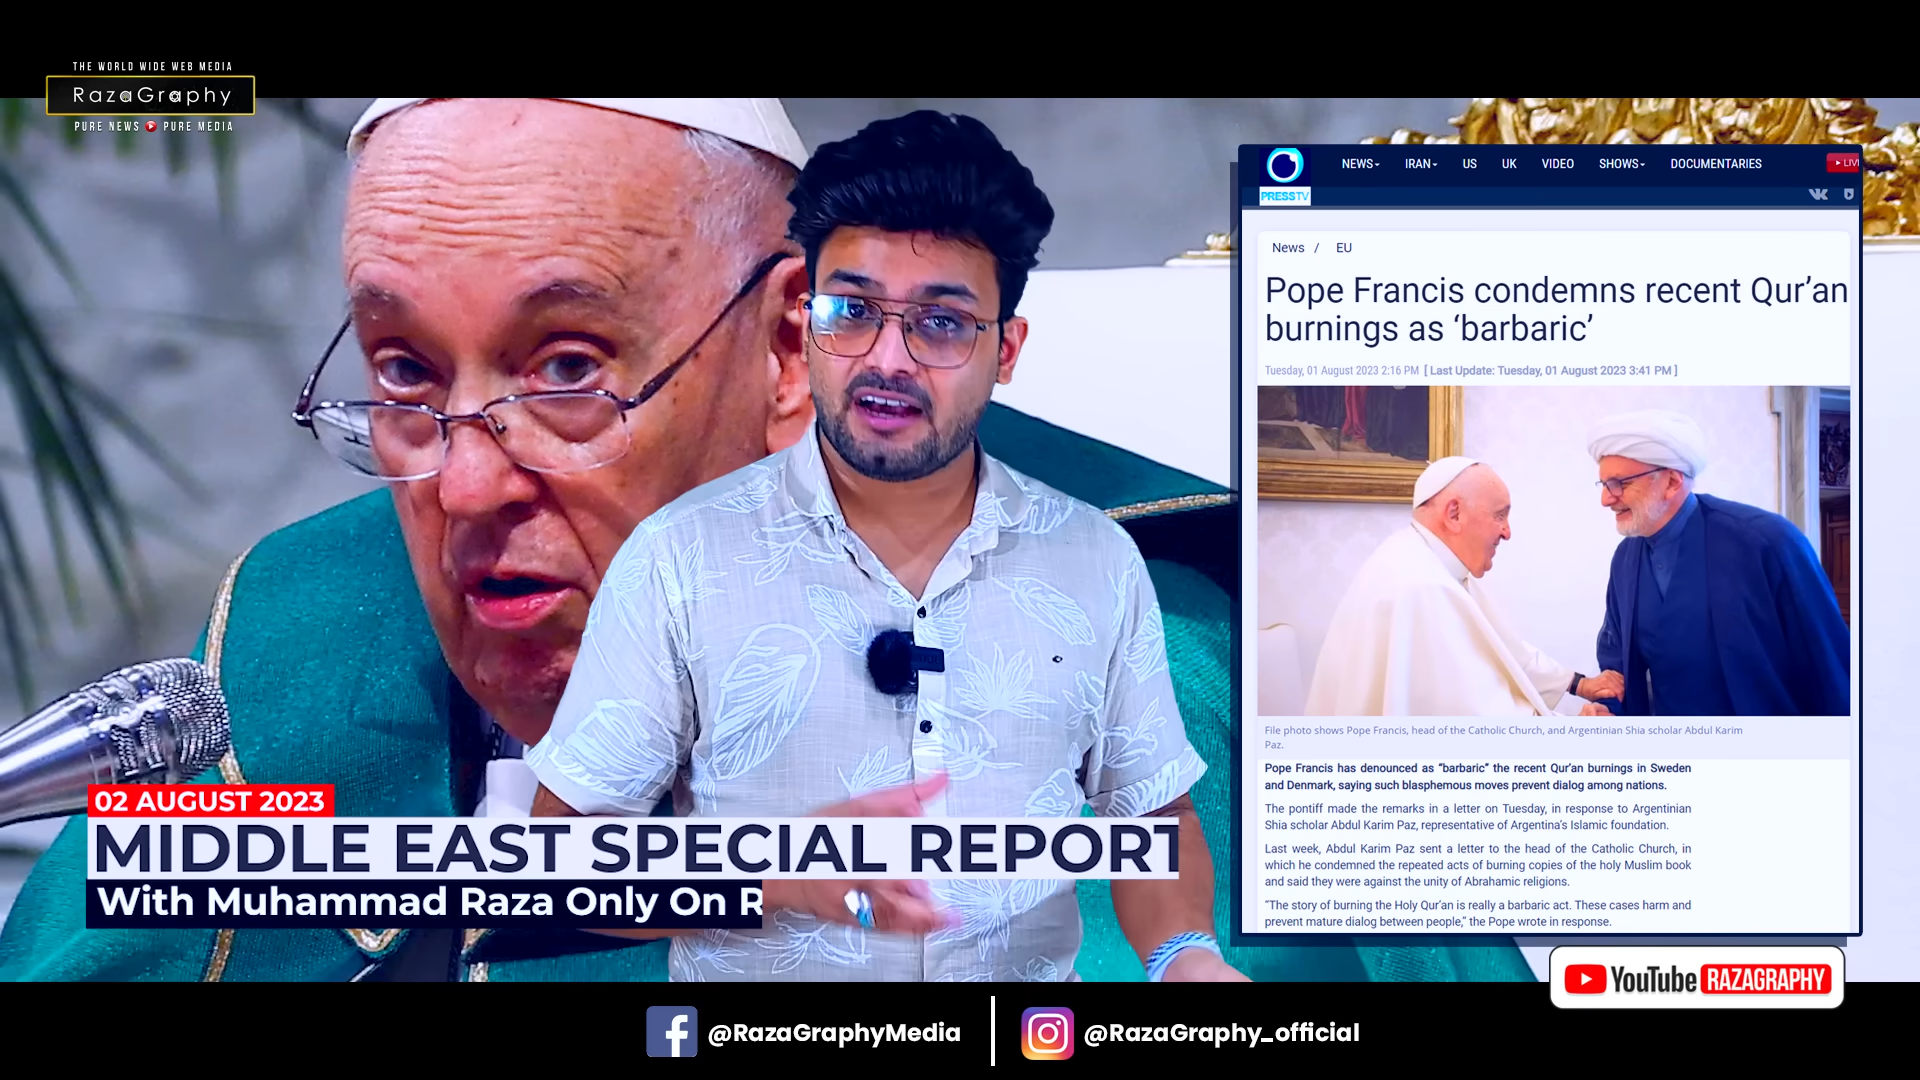 THE WORLD WIDE WEB MEDIA
RazaGraphy
PURE NEWS PURE MEDIA
PRESSTV
NEWS IRAN US UK VIDEO SHOWS DOCUMENTARIES
LIV
News / EU
Pope Francis condemns recent Qur’an
burnings as ‘barbaric’
Tuesday, 01 August 2023 2:16 PM [ Last Update: Tuesday, 01 August 2023 3:41 PM ]
File photo shows Pope Francis, head of the Catholic Church, and Argentinian Shia scholar Abdul Karim
Paz.
Pope Francis has denounced as “barbaric” the recent Qur’an burnings in Sweden
and Denmark, saying such blasphemous moves prevent dialog among nations.
The pontiff made the remarks in a letter on Tuesday, in response to Argentinian
Shia scholar Abdul Karim Paz, representative of Argentina’s Islamic foundation.
Last week, Abdul Karim Paz sent a letter to the head of the Catholic Church, in
which he condemned the repeated acts of burning copies of the holy Muslim book
and said they were against the unity of Abrahamic religions.
“The story of burning the Holy Qur’an is really a barbaric act. These cases harm and
prevent mature dialog between people,” the Pope wrote in response.
02 AUGUST 2023
MIDDLE EAST SPECIAL REPORT
With Muhammad Raza Only On R
YouTube RAZAGRAPHY
@RazaGraphyMedia
@RazaGraphy_official